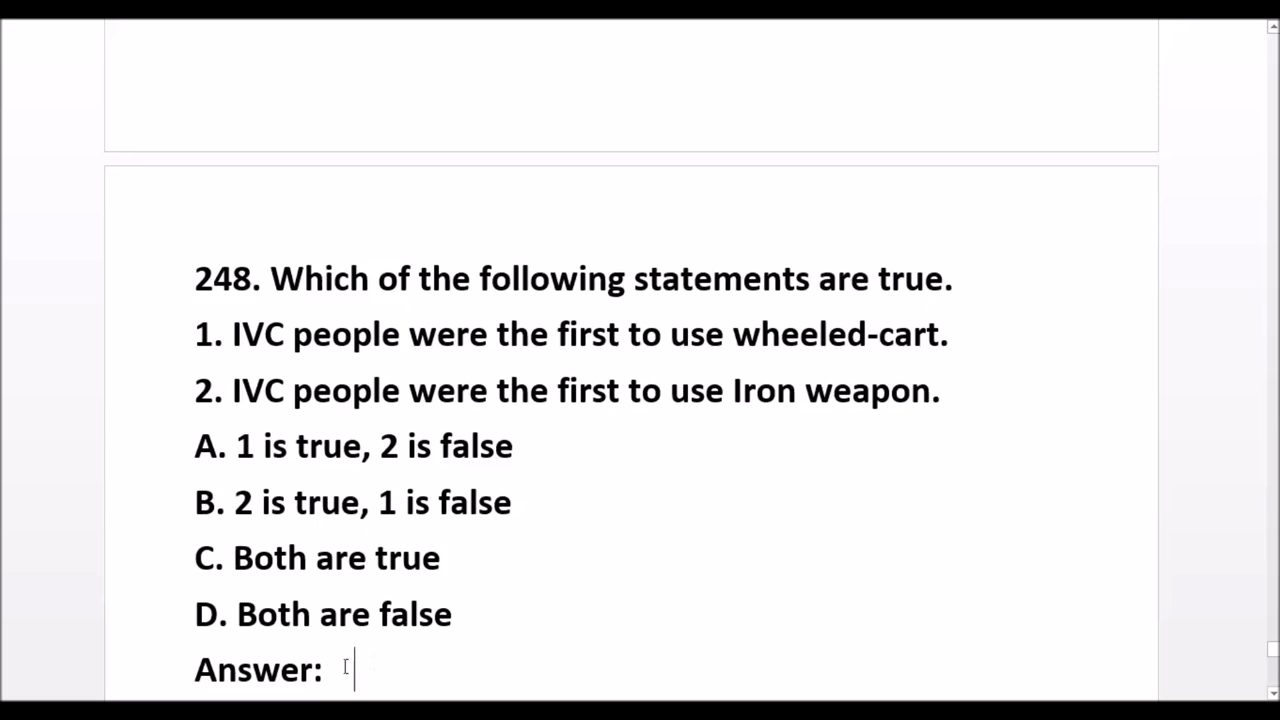 248. Which of the following statements are true.
1. IVC people were the first to use wheeled-cart.
2. IVC people were the first to use Iron weapon.
A. 1 is true, 2 is false
B. 2 is true, 1 is false
C. Both are true
D. Both are false
Answer: